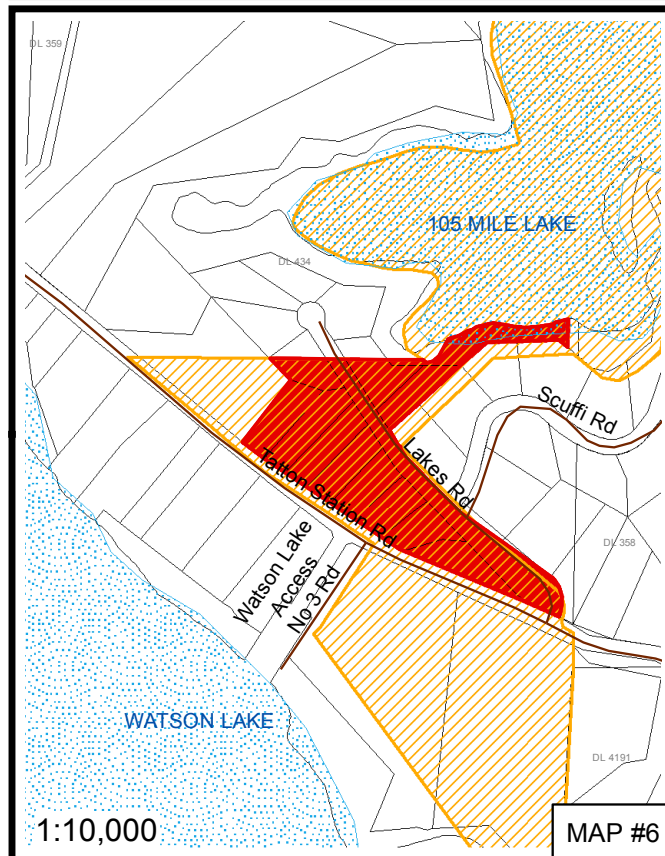 DL 359
105 MILE LAKE
DL 434
Scuffi Rd
Lakes Rd
Tatton Station Rd
Watson Lake
Access
No 3 Rd
DL 358
WATSON LAKE
DL 4191
1:10,000
MAP #6